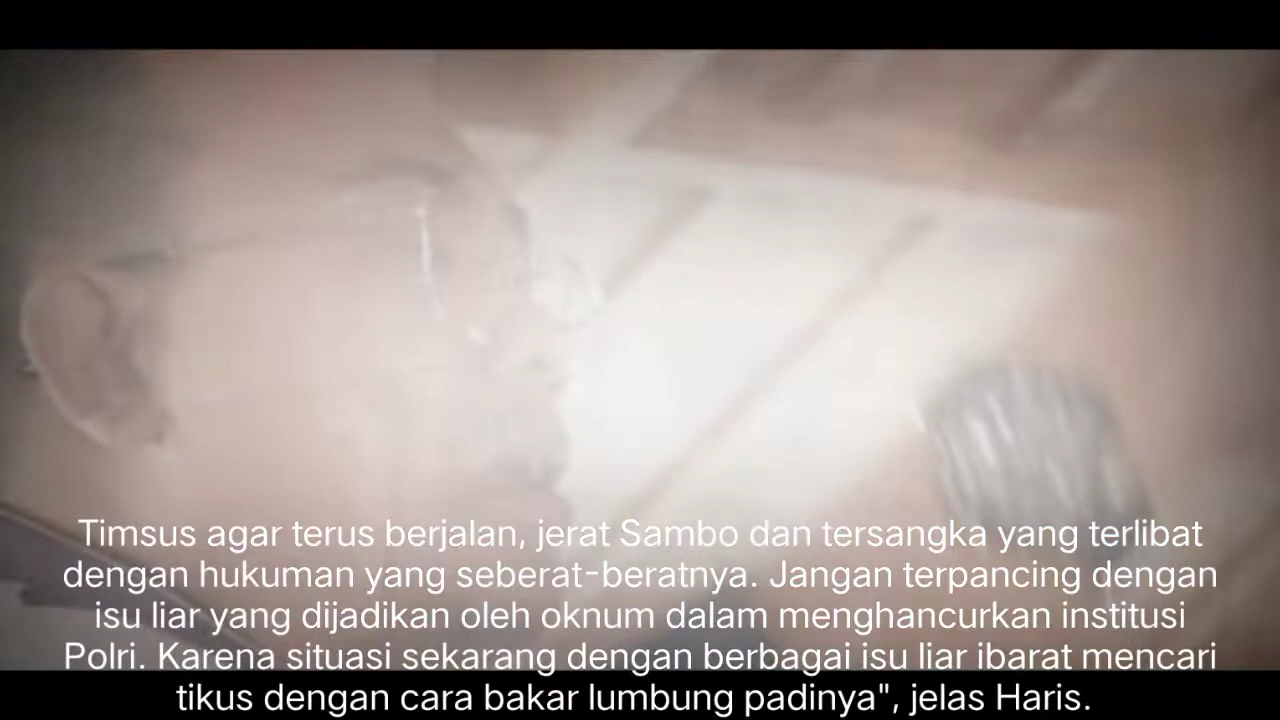 Timsus agar terus berjalan, jerat Sambo dan tersangka yang terlibat
dengan hukuman yang seberat-beratnya. Jangan terpancing dengan
isu liar yang dijadikan oleh oknum dalam menghancurkan institusi
Polri. Karena situasi sekarang dengan berbagai isu liar ibarat mencari
tikus dengan cara bakar lumbung padinya", jelas Haris.